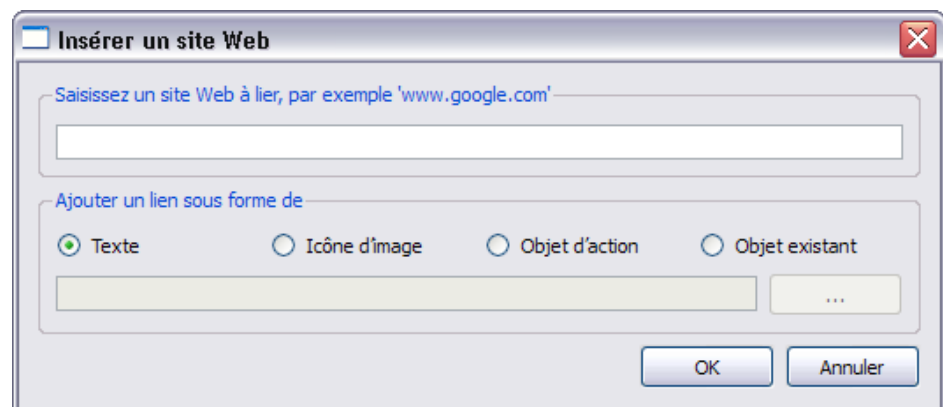 Insérer un site Web
Saisissez un site Web à lier, par exemple 'www.google.com'
Ajouter un lien sous forme de
Texte Icône d'image Objet d'action Objet existant
...
OK Annuler